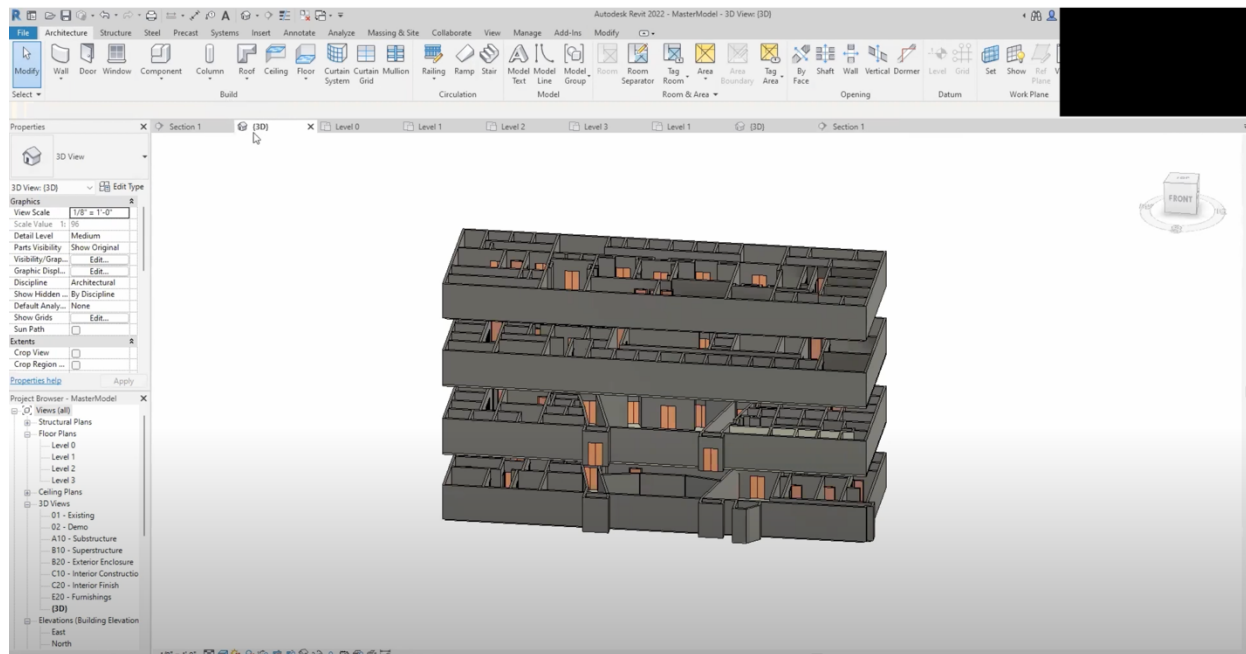 Autodesk Revit 2022 - MasterModel - 3D View: {3D}
File Architecture Structure Steel Precast Systems Insert Annotate Analyze Massing & Site Collaborate View Manage Add-Ins Modify
Modify Wall Door Window Component Column Roof Ceiling Floor Curtain System Curtain Grid Mullion Railing Ramp Stair Model Text Model Line Model Group Room Room Separator Tag Room Area Area Boundary Tag Area By Face Shaft Wall Vertical Dormer Level Grid Set Show Ref Plane
Select Build Circulation Model Room & Area Opening Datum Work Plane
Properties X Section 1 {3D} X Level 0 Level 1 Level 2 Level 3 Level 1 {3D} Section 1
3D View
3D View: {3D} Edit Type
Graphics
View Scale 1/8" = 1'-0"
Scale Value 1: 96
Detail Level Medium
Parts Visibility Show Original
Visibility/Grap... Edit...
Graphic Displ... Edit...
Discipline Architectural
Show Hidden ... By Discipline
Default Analy... None
Show Grids Edit...
Sun Path
Extents
Crop View
Crop Region ...
Properties help Apply
Project Browser - MasterModel X
Views (all)
Structural Plans
Floor Plans
Level 0
Level 1
Level 2
Level 3
Ceiling Plans
3D Views
01 - Existing
02 - Demo
A10 - Substructure
B10 - Superstructure
B20 - Exterior Enclosure
C10 - Interior Constructio
C20 - Interior Finish
E20 - Furnishings
{3D}
Elevations (Building Elevation
East
North
FRONT